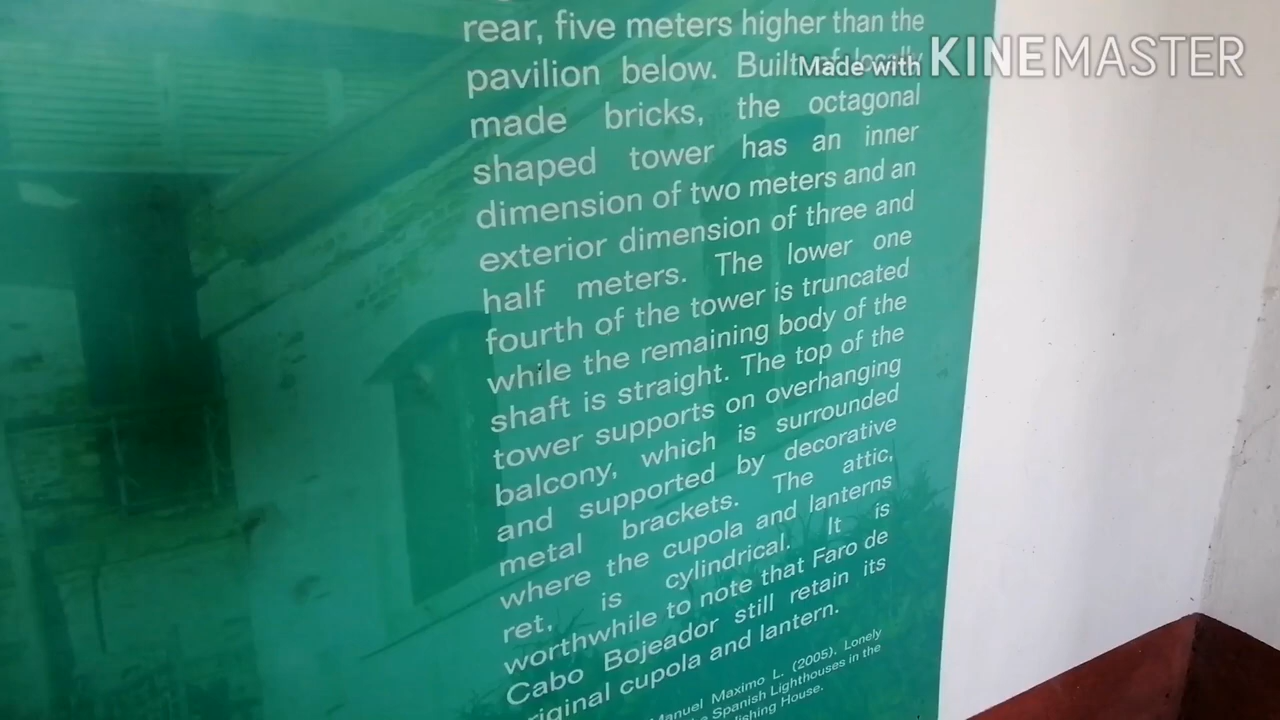 rear, five meters higher than the
pavilion below. Built of locally
Made with KINEMASTER
made bricks, the octagonal
shaped tower has an inner
dimension of two meters and an
exterior dimension of three and
half meters. The lower one
fourth of the tower is truncated
while the remaining body of the
shaft is straight. The top of the
tower supports on overhanging
balcony, which is surrounded
and supported by decorative
metal brackets. The attic,
where the cupola and lanterns
ret, is cylindrical. It is
worthwhile to note that Faro de
Cabo Bojeador still retain its
riginal cupola and lantern.
Manuel Maximo L. (2005). Lonely
Spanish Lighthouses in the
lishing House.